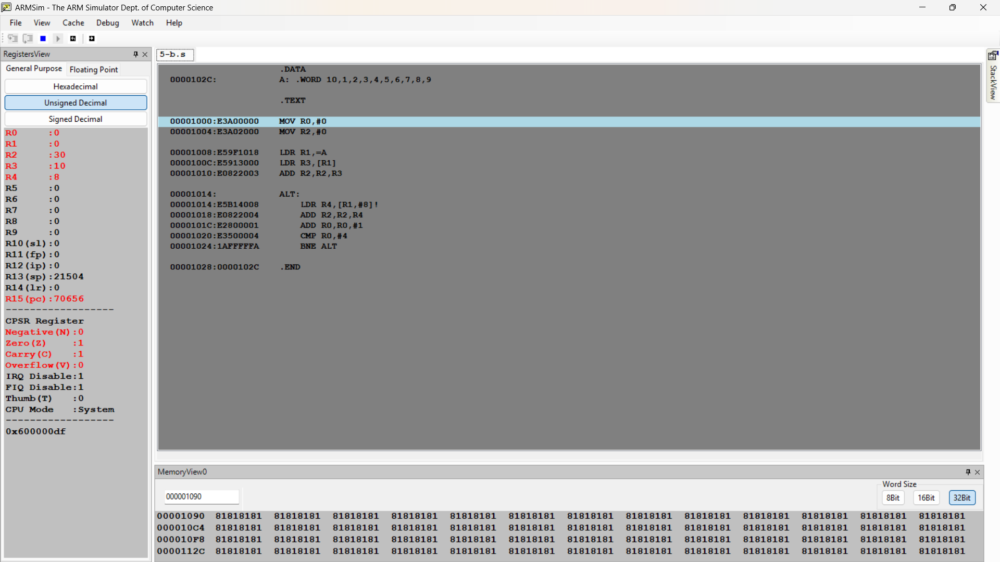 ARMSim - The ARM Simulator Dept. of Computer Science
File View Cache Debug Watch Help
RegistersView
General Purpose Floating Point
Hexadecimal
Unsigned Decimal
Signed Decimal
R0 :0
R1 :0
R2 :30
R3 :10
R4 :8
R5 :0
R6 :0
R7 :0
R8 :0
R9 :0
R10(sl):0
R11(fp):0
R12(ip):0
R13(sp):21504
R14(lr):0
R15(pc):70656
------------------
CPSR Register
Negative(N):0
Zero(Z) :1
Carry(C) :1
Overflow(V):0
IRQ Disable:1
FIQ Disable:1
Thumb(T) :0
CPU Mode :System
------------------
0x600000df
5-b.s
.DATA
0000102C: A: .WORD 10,1,2,3,4,5,6,7,8,9
.TEXT
00001000:E3A00000 MOV R0,#0
00001004:E3A02000 MOV R2,#0
00001008:E59F1018 LDR R1,=A
0000100C:E5913000 LDR R3,[R1]
00001010:E0822003 ADD R2,R2,R3
00001014: ALT:
00001014:E5B14008 LDR R4,[R1,#8]!
00001018:E0822004 ADD R2,R2,R4
0000101C:E2800001 ADD R0,R0,#1
00001020:E3500004 CMP R0,#4
00001024:1AFFFFFA BNE ALT
00001028:0000102C .END
StackView
MemoryView0
000001090
Word Size
8Bit 16Bit 32Bit
00001090 81818181 81818181 81818181 81818181 81818181 81818181 81818181 81818181 81818181 81818181 81818181 81818181 81818181
000010C4 81818181 81818181 81818181 81818181 81818181 81818181 81818181 81818181 81818181 81818181 81818181 81818181 81818181
000010F8 81818181 81818181 81818181 81818181 81818181 81818181 81818181 81818181 81818181 81818181 81818181 81818181 81818181
0000112C 81818181 81818181 81818181 81818181 81818181 81818181 81818181 81818181 81818181 81818181 81818181 81818181 81818181